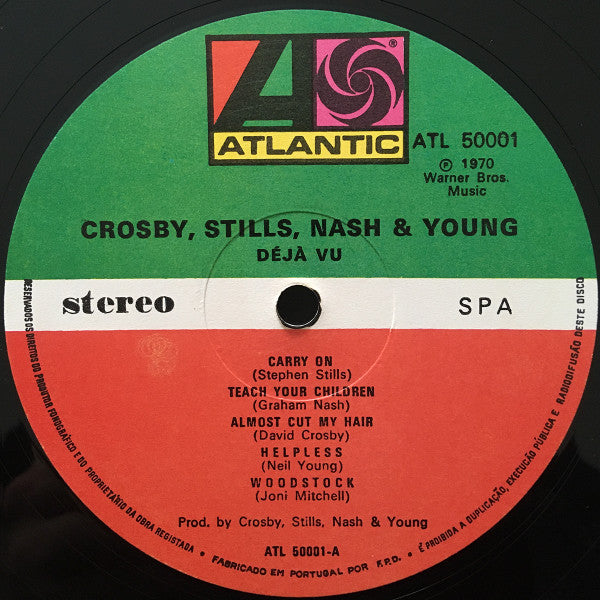 ATLANTIC
®
ATL 50001
℗ 1970
Warner Bros.
Music
CROSBY, STILLS, NASH & YOUNG
DÉJÀ VU
stereo
SPA
CARRY ON
(Stephen Stills)
TEACH YOUR CHILDREN
(Graham Nash)
ALMOST CUT MY HAIR
(David Crosby)
HELPLESS
(Neil Young)
WOODSTOCK
(Joni Mitchell)
Prod. by Crosby, Stills, Nash & Young
ATL 50001-A
RESERVADOS OS DIREITOS DO PRODUTOR FONOGRÁFICO E DO PROPRIETÁRIO DA OBRA REGISTADA • FABRICADO EM PORTUGAL POR F.P.D. • É PROIBIDA A DUPLICAÇÃO, EXECUÇÃO PÚBLICA E RADIODIFUSÃO DESTE DISCO